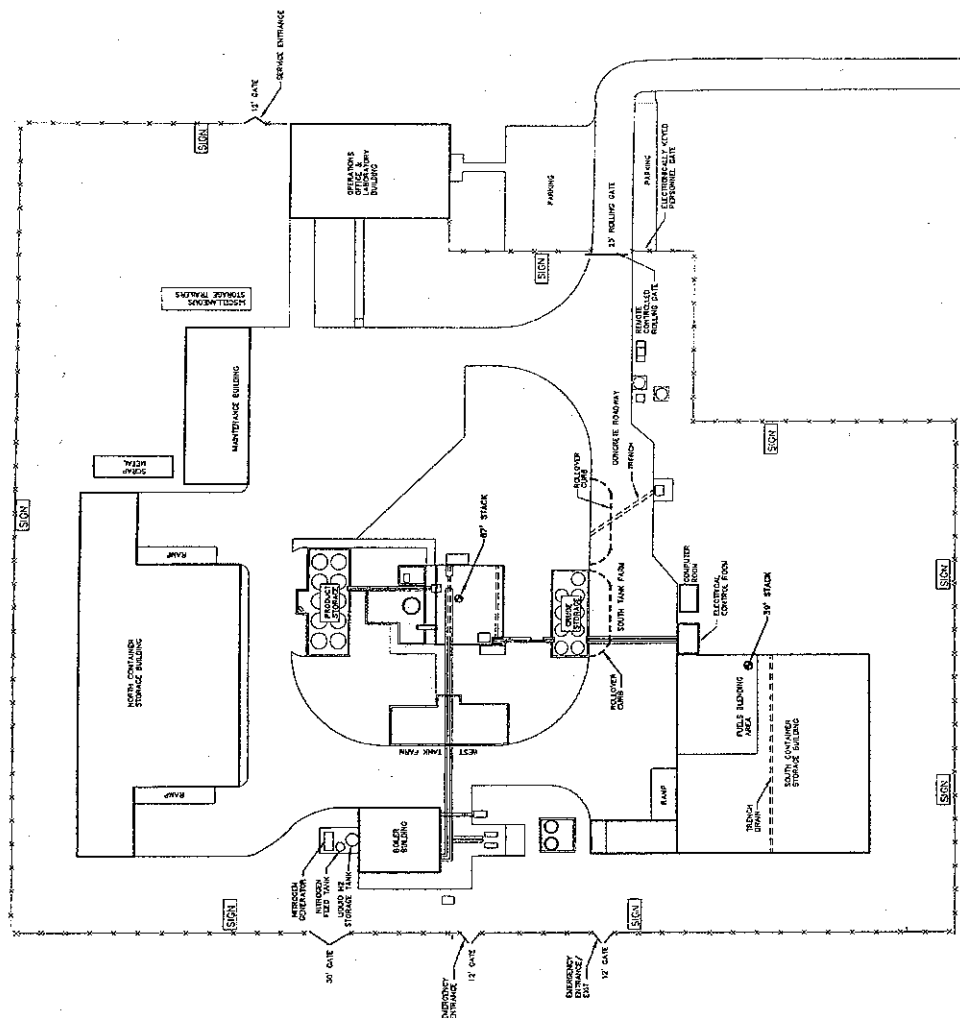 12' GATE
SERVICE ENTRANCE
SIGN
OPERATIONS
OFFICE &
LABORATORY
BUILDING
PARKING
PARKING
ELECTRONICALLY KEYED
PERSONNEL GATE
25' ROLLING GATE
SIGN
REMOTE
CONTROLLED
ROLLING GATE
MISCELLANEOUS
STORAGE TRAILERS
MAINTENANCE BUILDING
SCRAP
METAL
SIGN
RAMP
NORTH CONTAINER
STORAGE BUILDING
RAMP
PRODUCT
STORAGE
87' STACK
CONCRETE ROADWAY
TRENCH
ROLLOVER
CURB
SIGN
CRUDE
STORAGE
SOUTH TANK FARM
ROLLOVER
CURB
COMPUTER
ROOM
ELECTRICAL
CONTROL ROOM
39' STACK
SIGN
WEST TANK FARM
FUELS BLENDING
AREA
SOUTH CONTAINER
STORAGE BUILDING
TRENCH
DRAIN
RAMP
SIGN
BOILER
BUILDING
NITROGEN
GENERATOR
NITROGEN
FEED TANK
LIQUID N2
STORAGE TANK
SIGN
SIGN
30' GATE
EMERGENCY
ENTRANCE
12' GATE
EMERGENCY
ENTRANCE/
EXIT
12' GATE